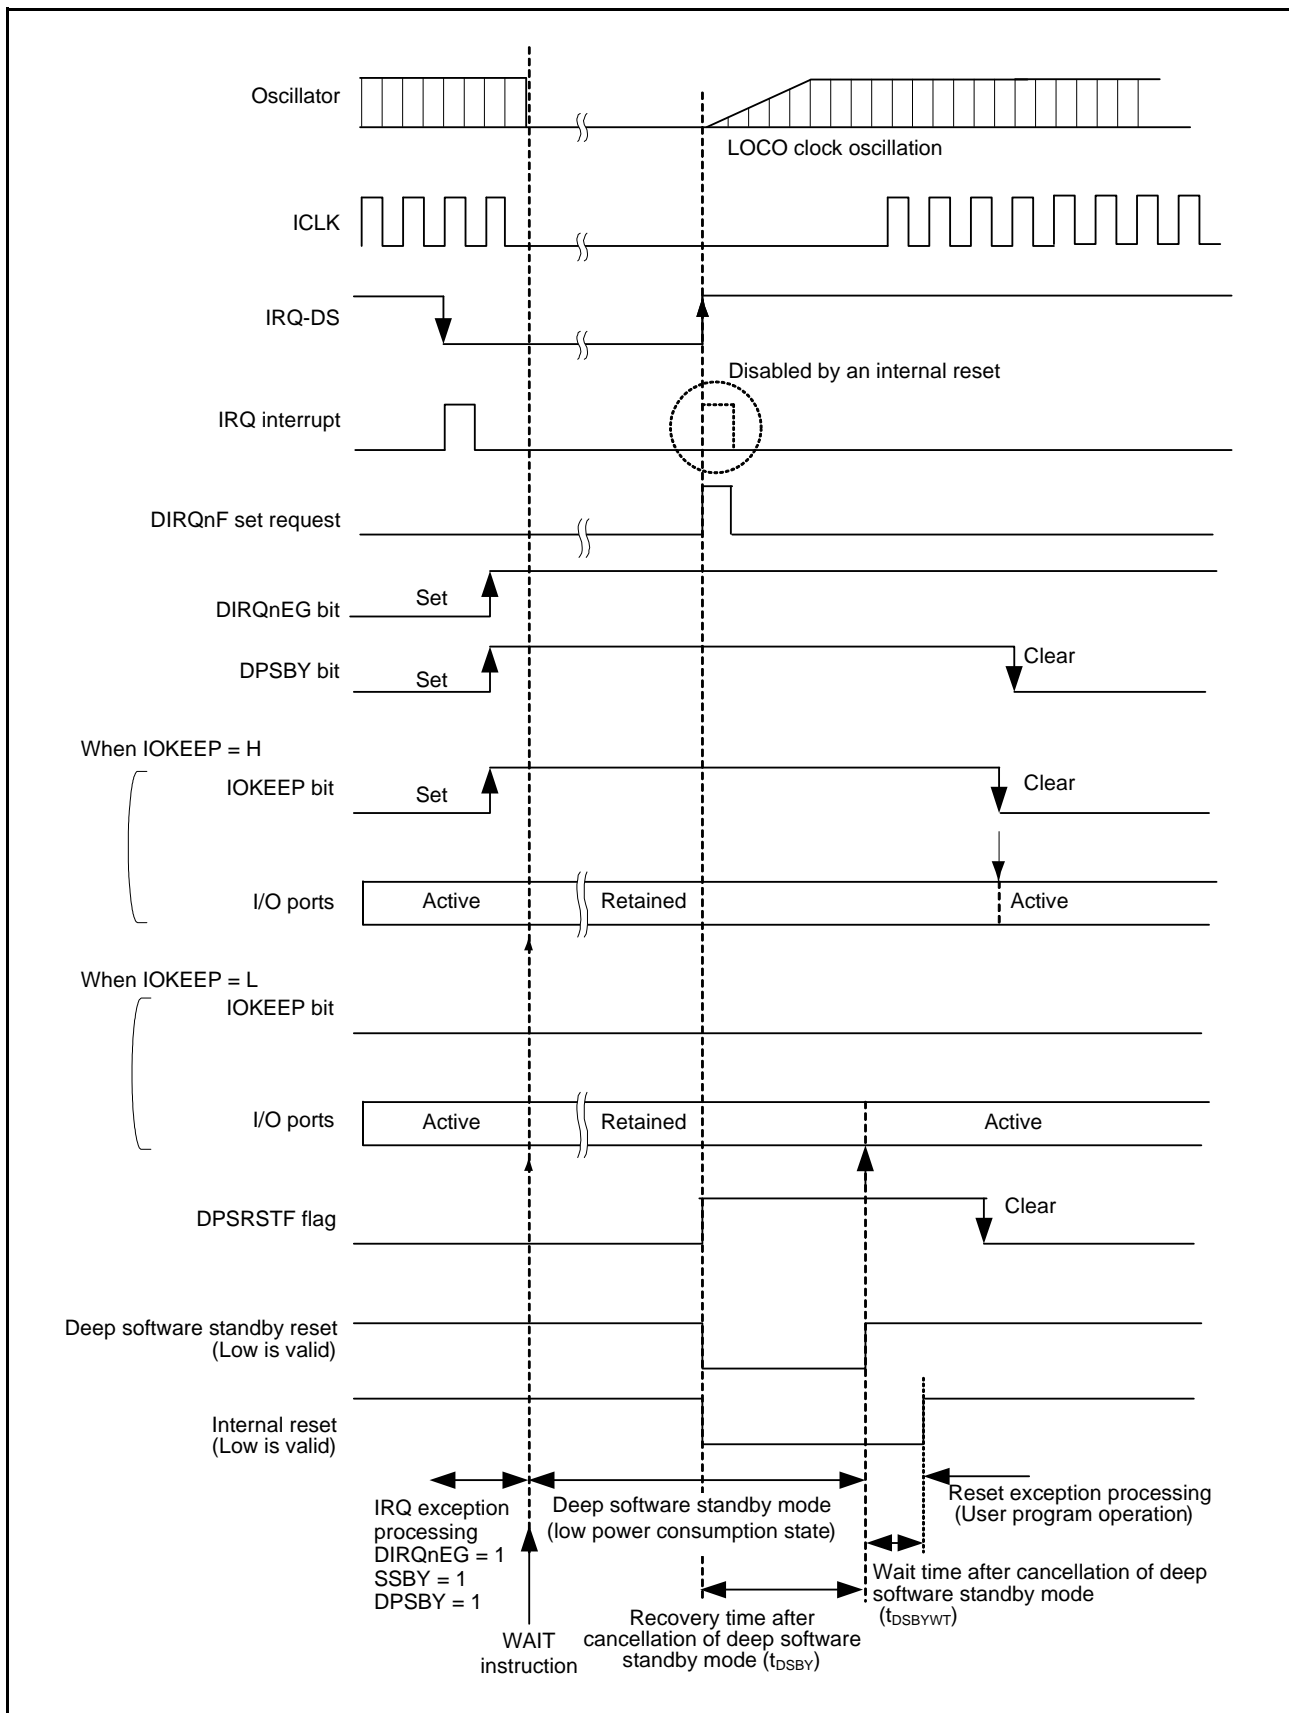 Oscillator
LOCO clock oscillation
ICLK
IRQ-DS
Disabled by an internal reset
IRQ interrupt
DIRQnF set request
DIRQnEG bit
Set
DPSBY bit
Set
Clear
When IOKEEP = H
IOKEEP bit
Set
Clear
I/O ports
Active
Retained
Active
When IOKEEP = L
IOKEEP bit
I/O ports
Active
Retained
Active
DPSRSTF flag
Clear
Deep software standby reset
(Low is valid)
Internal reset
(Low is valid)
IRQ exception
processing
DIRQnEG = 1
SSBY = 1
DPSBY = 1
Deep software standby mode
(low power consumption state)
Reset exception processing
(User program operation)
Wait time after cancellation of deep
software standby mode
(tDSBYWT)
Recovery time after
cancellation of deep software
standby mode (tDSBY)
WAIT
instruction